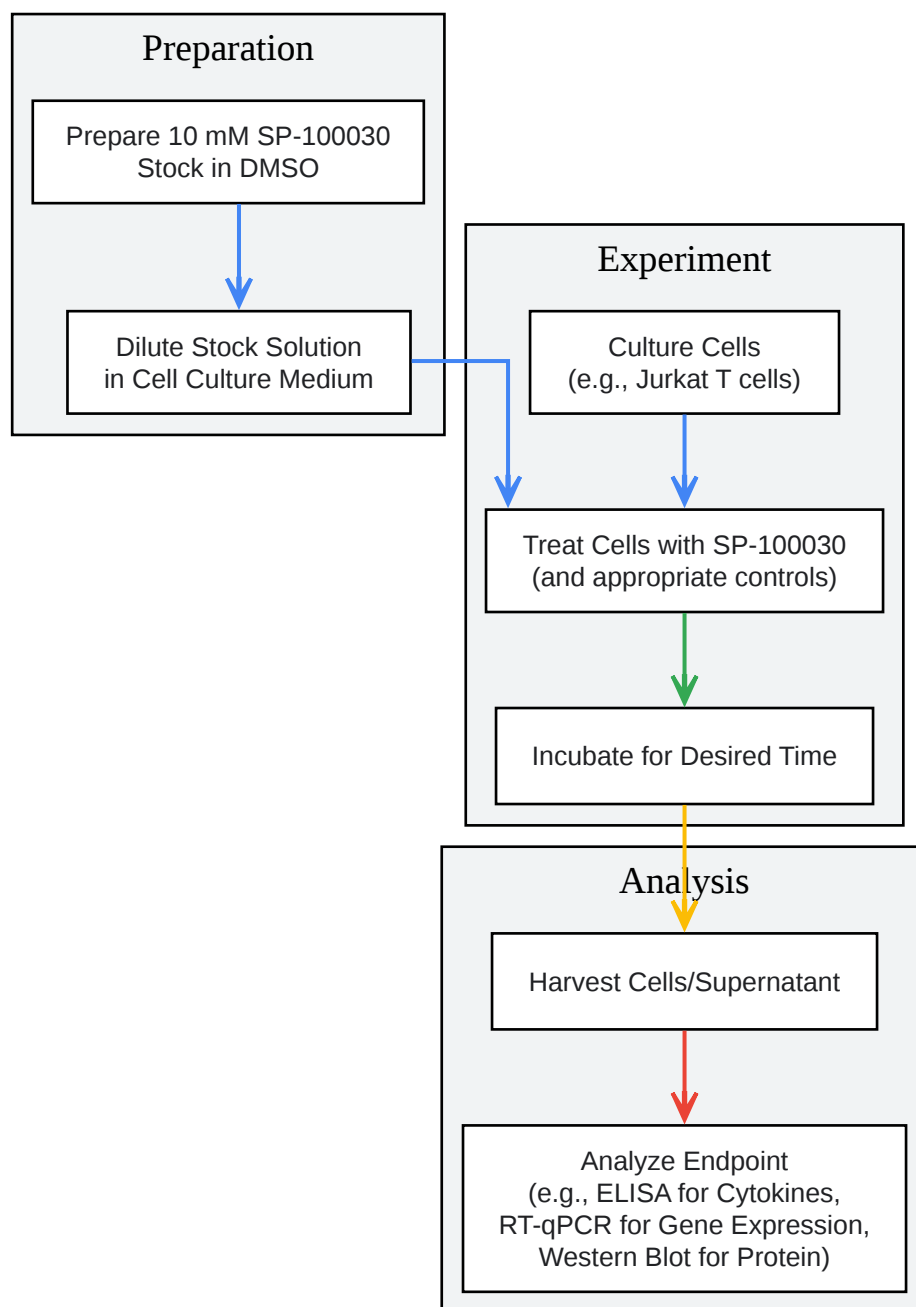 Preparation
Prepare 10 mM SP-100030
Stock in DMSO
Dilute Stock Solution
in Cell Culture Medium
Experiment
Culture Cells
(e.g., Jurkat T cells)
Treat Cells with SP-100030
(and appropriate controls)
Incubate for Desired Time
Analysis
Harvest Cells/Supernatant
Analyze Endpoint
(e.g., ELISA for Cytokines,
RT-qPCR for Gene Expression,
Western Blot for Protein)